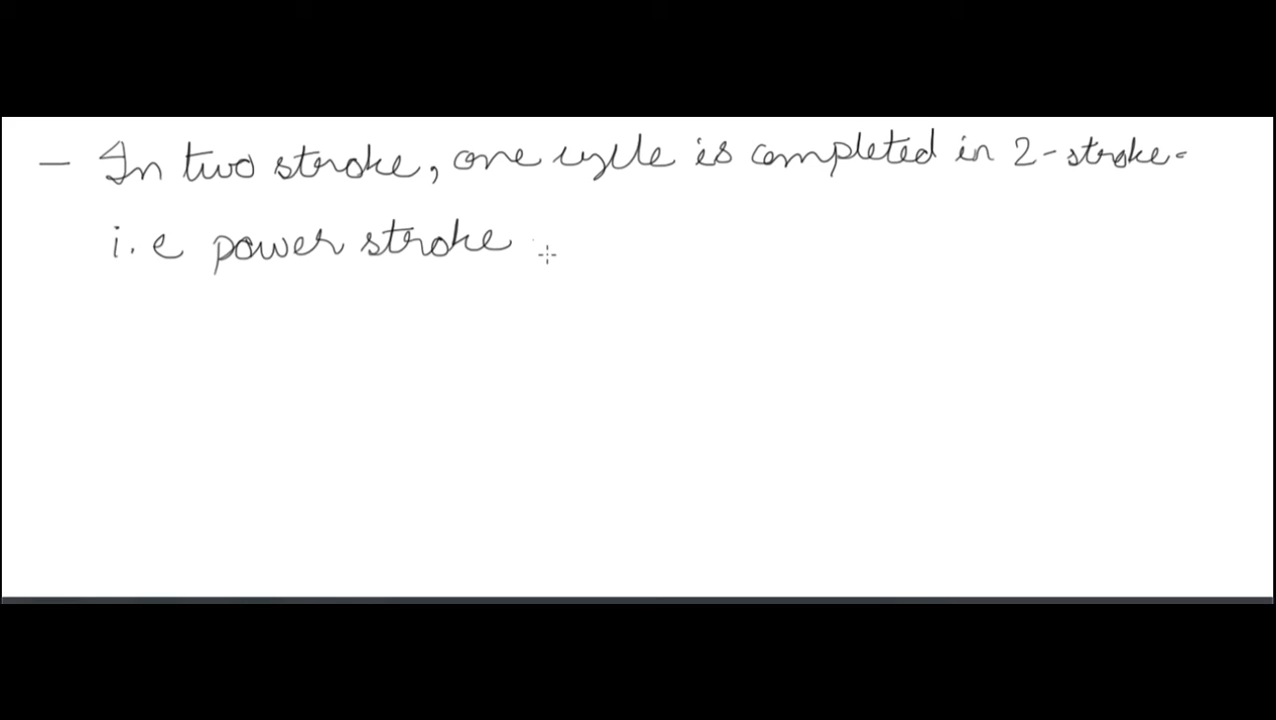 - In two stroke, one cycle is completed in 2-stroke-
i.e power stroke